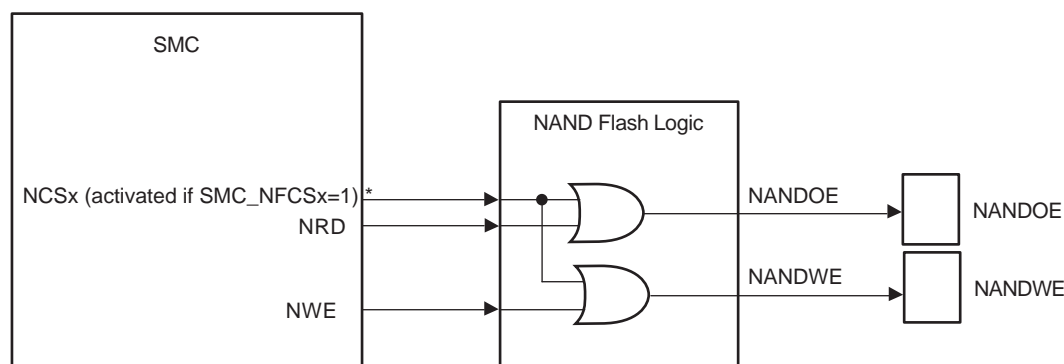 SMC
NAND Flash Logic
NCSx (activated if SMC_NFCSx=1) *
NANDOE
NANDOE
NRD
NANDWE
NANDWE
NWE